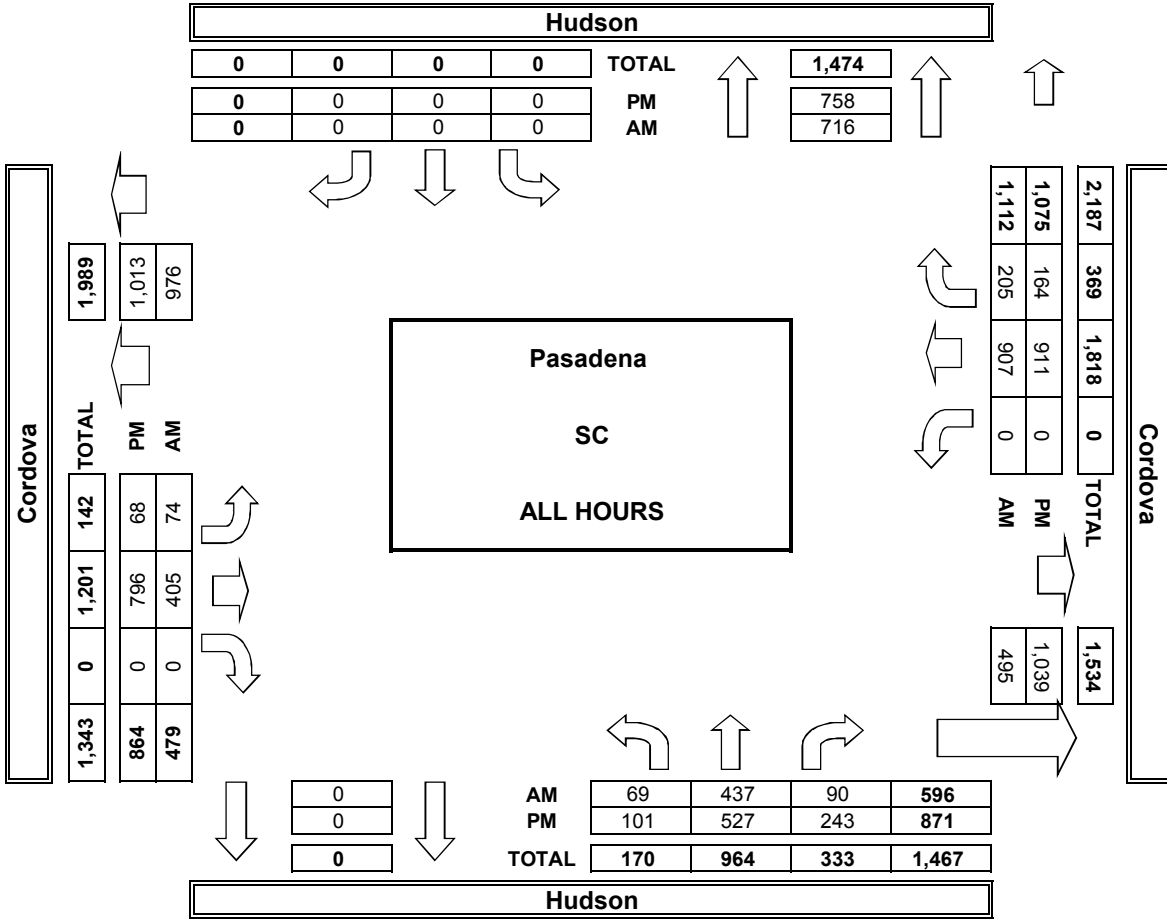 Hudson
0 0 0 0 TOTAL 1,474
0 0 0 0 PM 758
0 0 0 0 AM 716
Cordova
1,989
1,013
976
TOTAL
PM
AM
142 1,201 0 1,343
68 796 0 864
74 405 0 479
Pasadena
SC
ALL HOURS
2,187 369 1,818 0 TOTAL
1,075 164 911 0 PM
1,112 205 907 0 AM
1,534
1,039
495
Cordova
0 AM 69 437 90 596
0 PM 101 527 243 871
0 TOTAL 170 964 333 1,467
Hudson